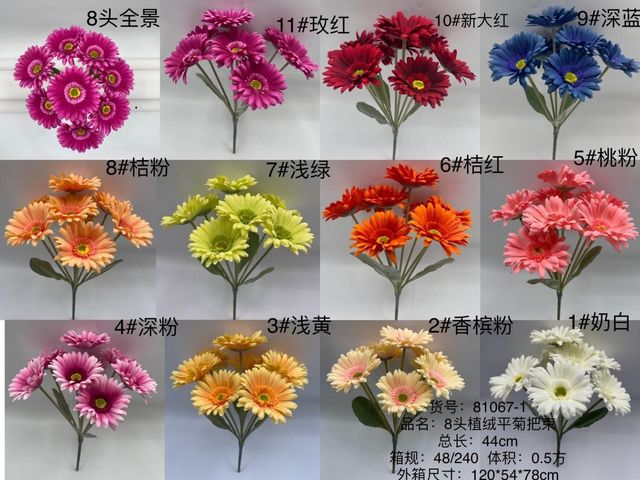 8头全景
11#玫红
10#新大红
9#深蓝
8#桔粉
7#浅绿
6#桔红
5#桃粉
4#深粉
3#浅黄
2#香槟粉
1#奶白
货号：81067-1
品名：8头植绒平菊把束
总长：44cm
箱规：48/240 体积：0.5方
外箱尺寸：120*54*78cm